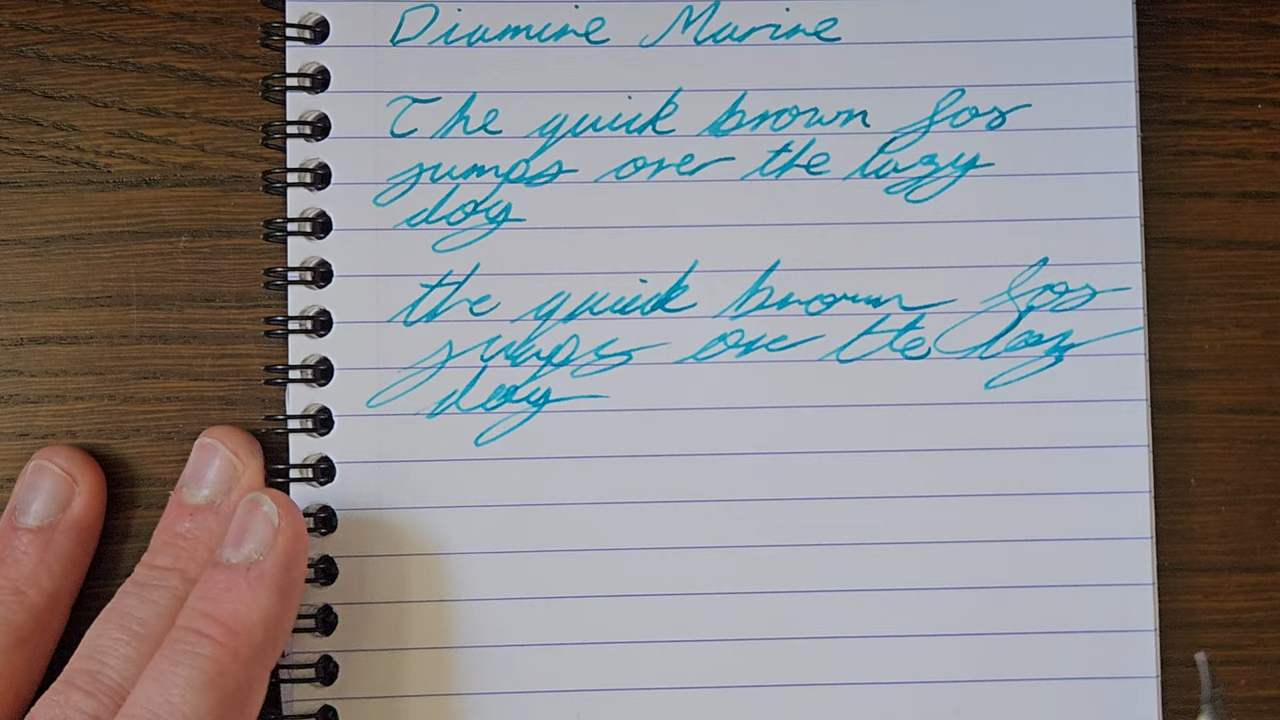 Diamine Marine
The quick brown fox
jumps over the lazy
dog
the quick brown fox
jumps over the lazy
dog